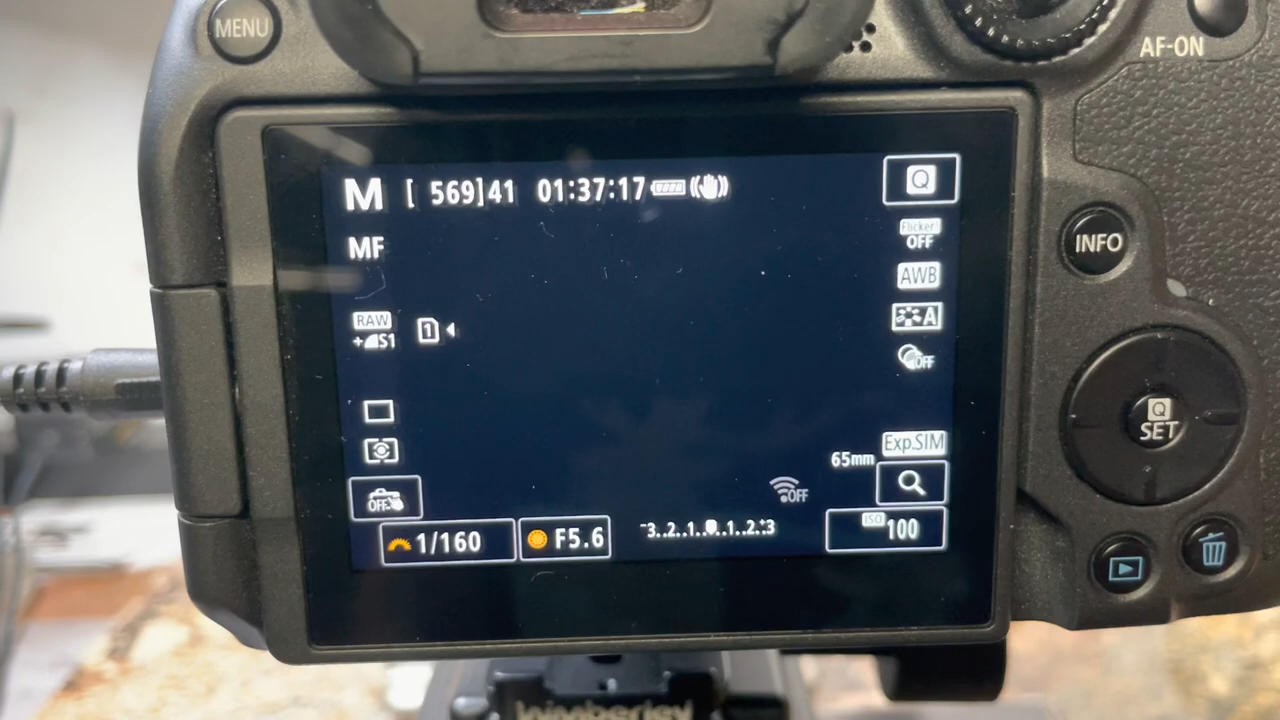 MENU
AF-ON
M [ 569]41 01:37:17
Q
MF
Flicker!
OFF
INFO
AWB
RAW
+S1
1
A
OFF
Q
SET
Exp.SIM
65mm
OFF
OFF
1/160
F5.6
-3..2..1..0..1..2.+3
ISO 100
Wimberley